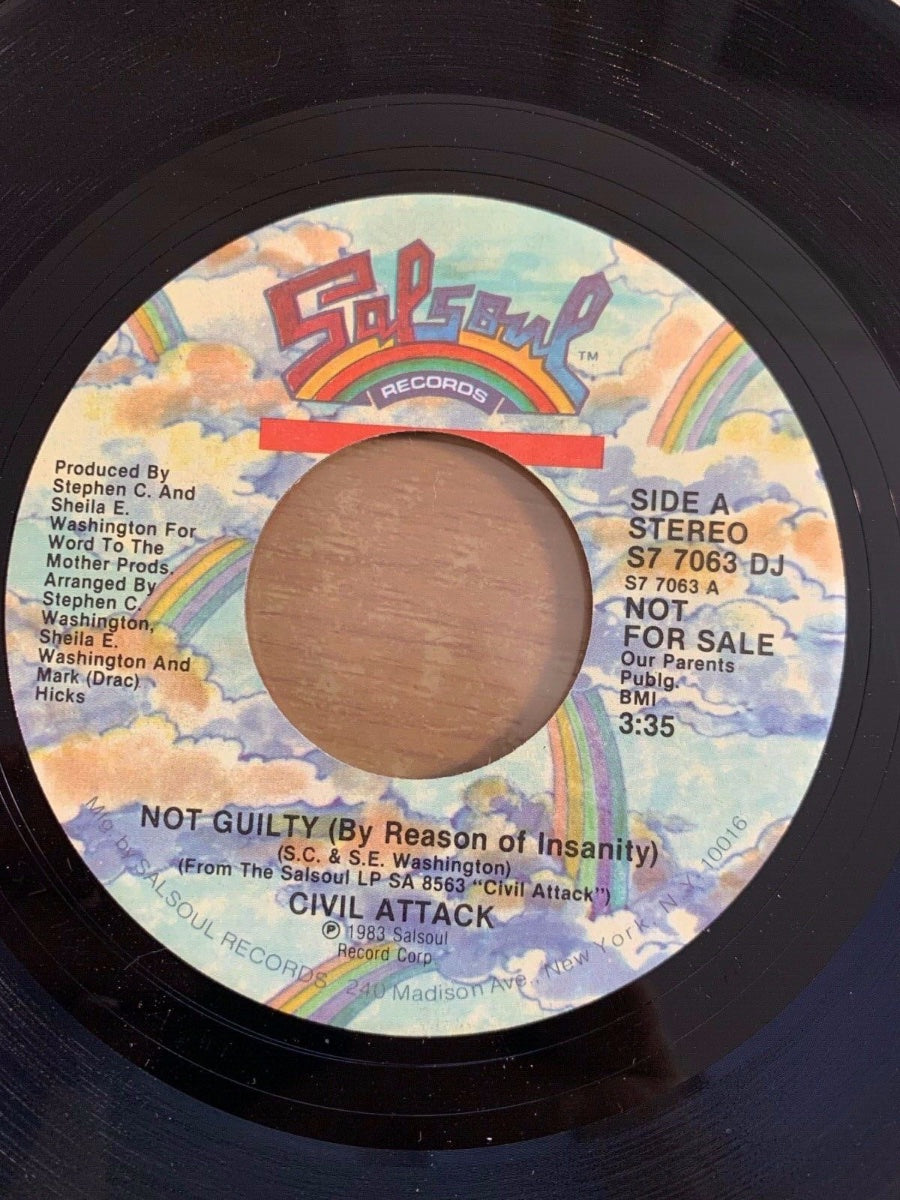 Salsoul
TM
RECORDS
Produced By
Stephen C. And
Sheila E.
Washington For
Word To The
Mother Prods.
Arranged By
Stephen C.
Washington,
Sheila E.
Washington And
Mark (Drac)
Hicks
SIDE A
STEREO
S7 7063 DJ
S7 7063 A
NOT
FOR SALE
Our Parents
Publg.
BMI
3:35
NOT GUILTY (By Reason of Insanity)
(S.C. & S.E. Washington)
(From The Salsoul LP SA 8563 "Civil Attack")
CIVIL ATTACK
Ⓟ 1983 Salsoul
Record Corp.
Mfg. by SALSOUL RECORDS 240 Madison Ave., New York, N.Y. 10016